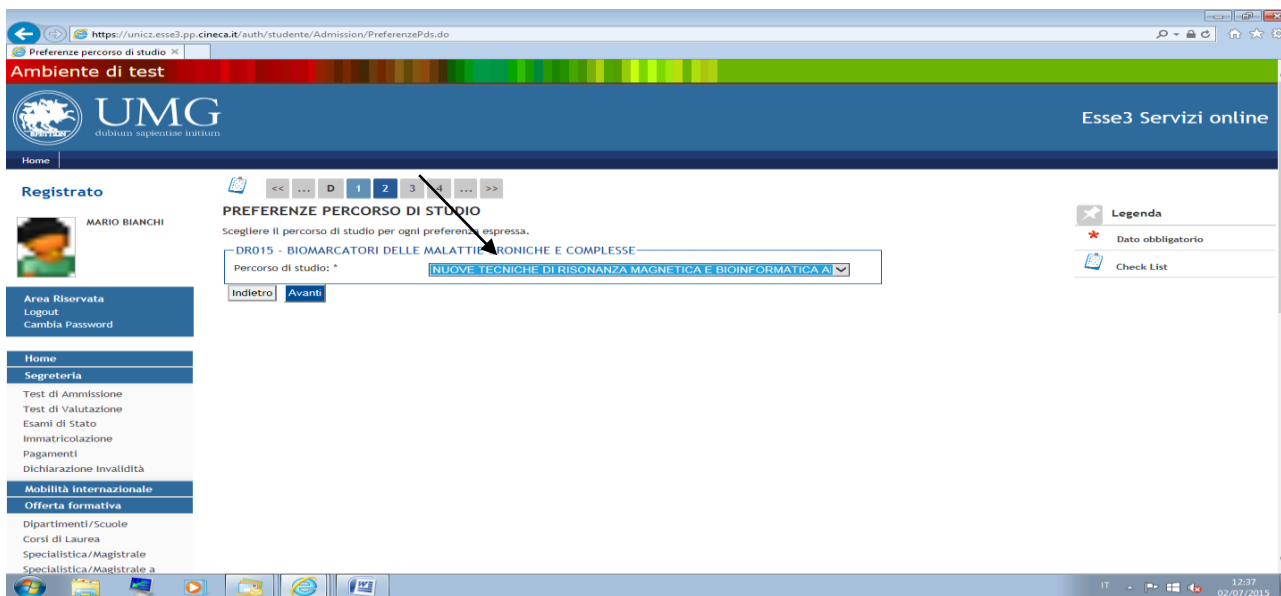 https://unicz.esse3.pp.cineca.it/auth/studente/Admission/PreferenzePds.do
Preferenze percorso di studio
Ambiente di test
UMG
dubium sapientiae initium
Esse3 Servizi online
Home
Registrato
MARIO BIANCHI
<< ... D 1 2 3 4 ... >>
PREFERENZE PERCORSO DI STUDIO
Scegliere il percorso di studio per ogni preferenza espressa.
DR015 - BIOMARCATORI DELLE MALATTIE CRONICHE E COMPLESSE
Percorso di studio: *
NUOVE TECNICHE DI RISONANZA MAGNETICA E BIOINFORMATICA A
Indietro
Avanti
Legenda
* Dato obbligatorio
Check List
Area Riservata
Logout
Cambia Password
Home
Segreteria
Test di Ammissione
Test di Valutazione
Esami di Stato
Immatricolazione
Pagamenti
Dichiarazione Invalidità
Mobilità internazionale
Offerta formativa
Dipartimenti/Scuole
Corsi di Laurea
Specialistica/Magistrale
Specialistica/Magistrale a
IT
12:37
02/07/2015